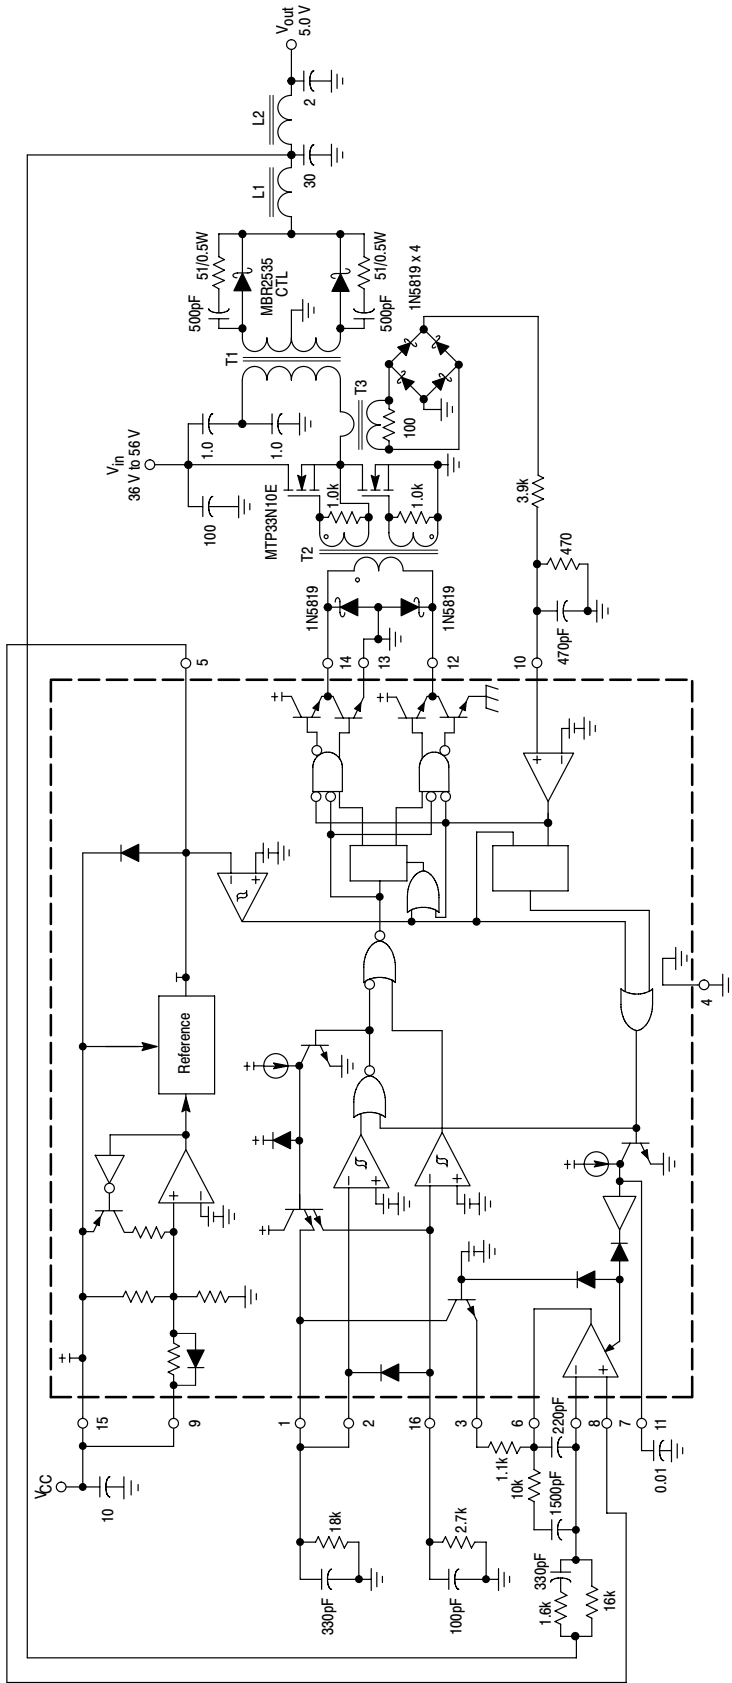 Vout
5.0 V
2
L2
30
L1
51/0.5W
500pF
MBR2535
CTL
51/0.5W
500pF
1N5819 x 4
T1
T3
100
1.0
1.0
Vin
36 V to 56 V
100
MTP33N10E
1.0k
1.0k
T2
1N5819
1N5819
3.9k
470
470pF
5
14
13
12
10
+
–
–
+
4
Reference
+
–
–
+
–
+
–
+
15
9
1
2
16
3
6
8
7
11
VCC
10
18k
330pF
2.7k
100pF
1.1k
10k
220pF
1500pF
0.01
330pF
1.6k
16k